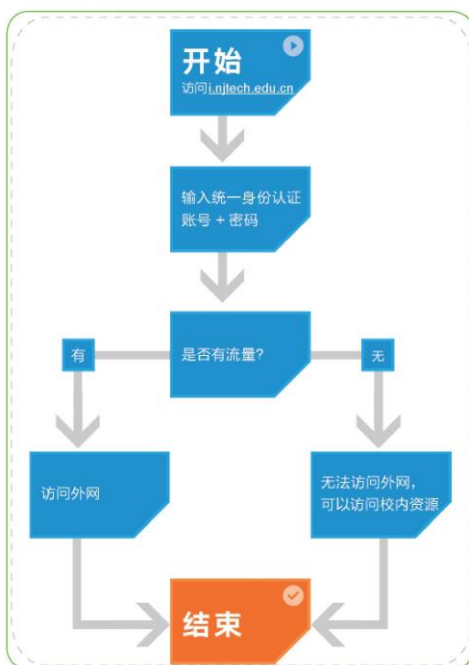 开始
访问i.njtech.edu.cn
输入统一身份认证
账号 + 密码
是否有流量?
有
无
访问外网
无法访问外网，
可以访问校内资源
结束